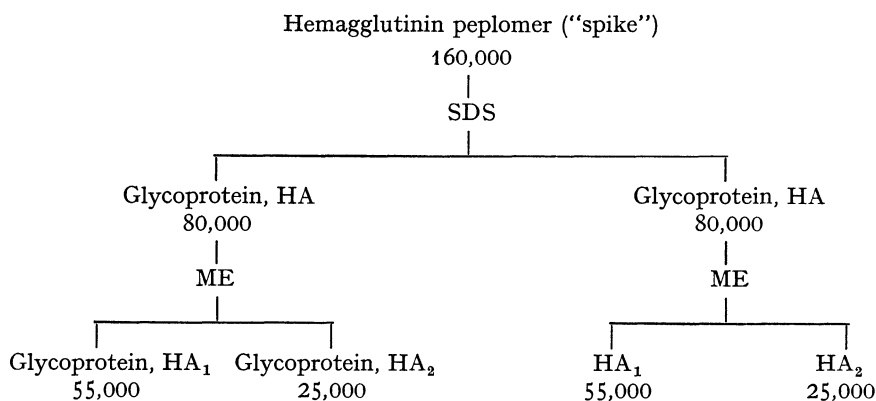 Hemagglutinin peplomer (“spike”)
160,000
SDS
Glycoprotein, HA Glycoprotein, HA
80,000 80,000
ME ME
Glycoprotein, HA₁ Glycoprotein, HA₂ HA₁ HA₂
55,000 25,000 55,000 25,000